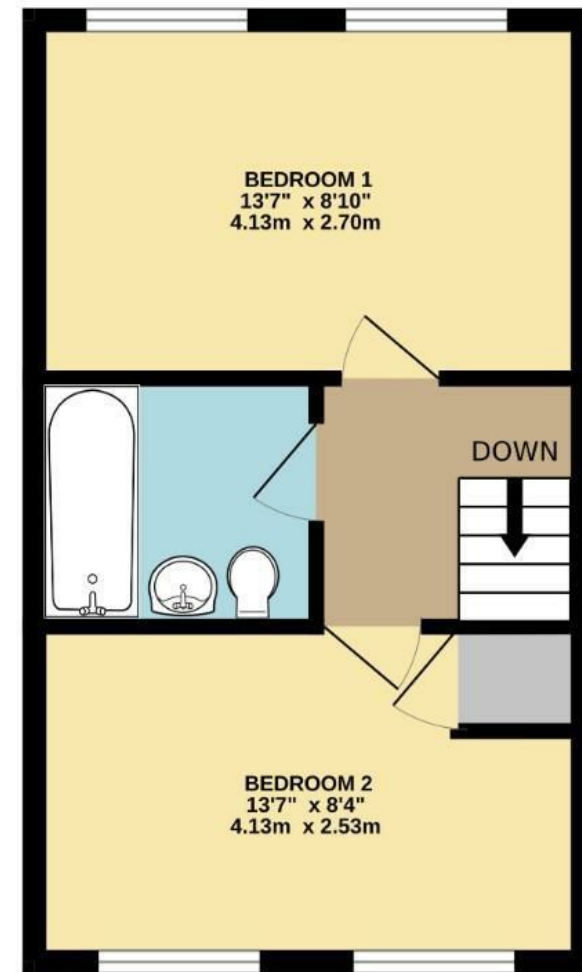 BEDROOM 1
13'7" x 8'10"
4.13m x 2.70m
DOWN
BEDROOM 2
13'7" x 8'4"
4.13m x 2.53m